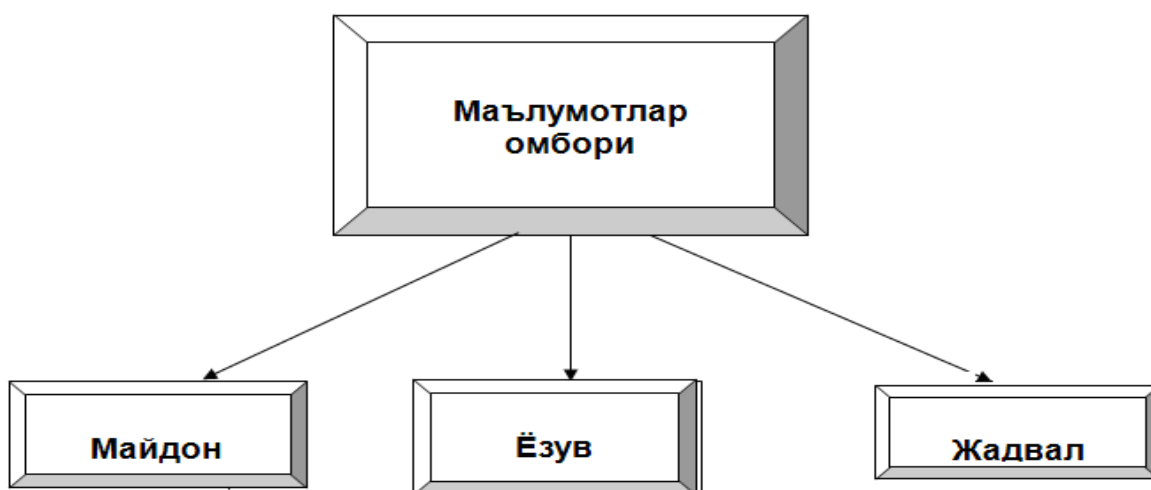 Маълумотлар
омбори
Майдон
Ёзув
Жадвал